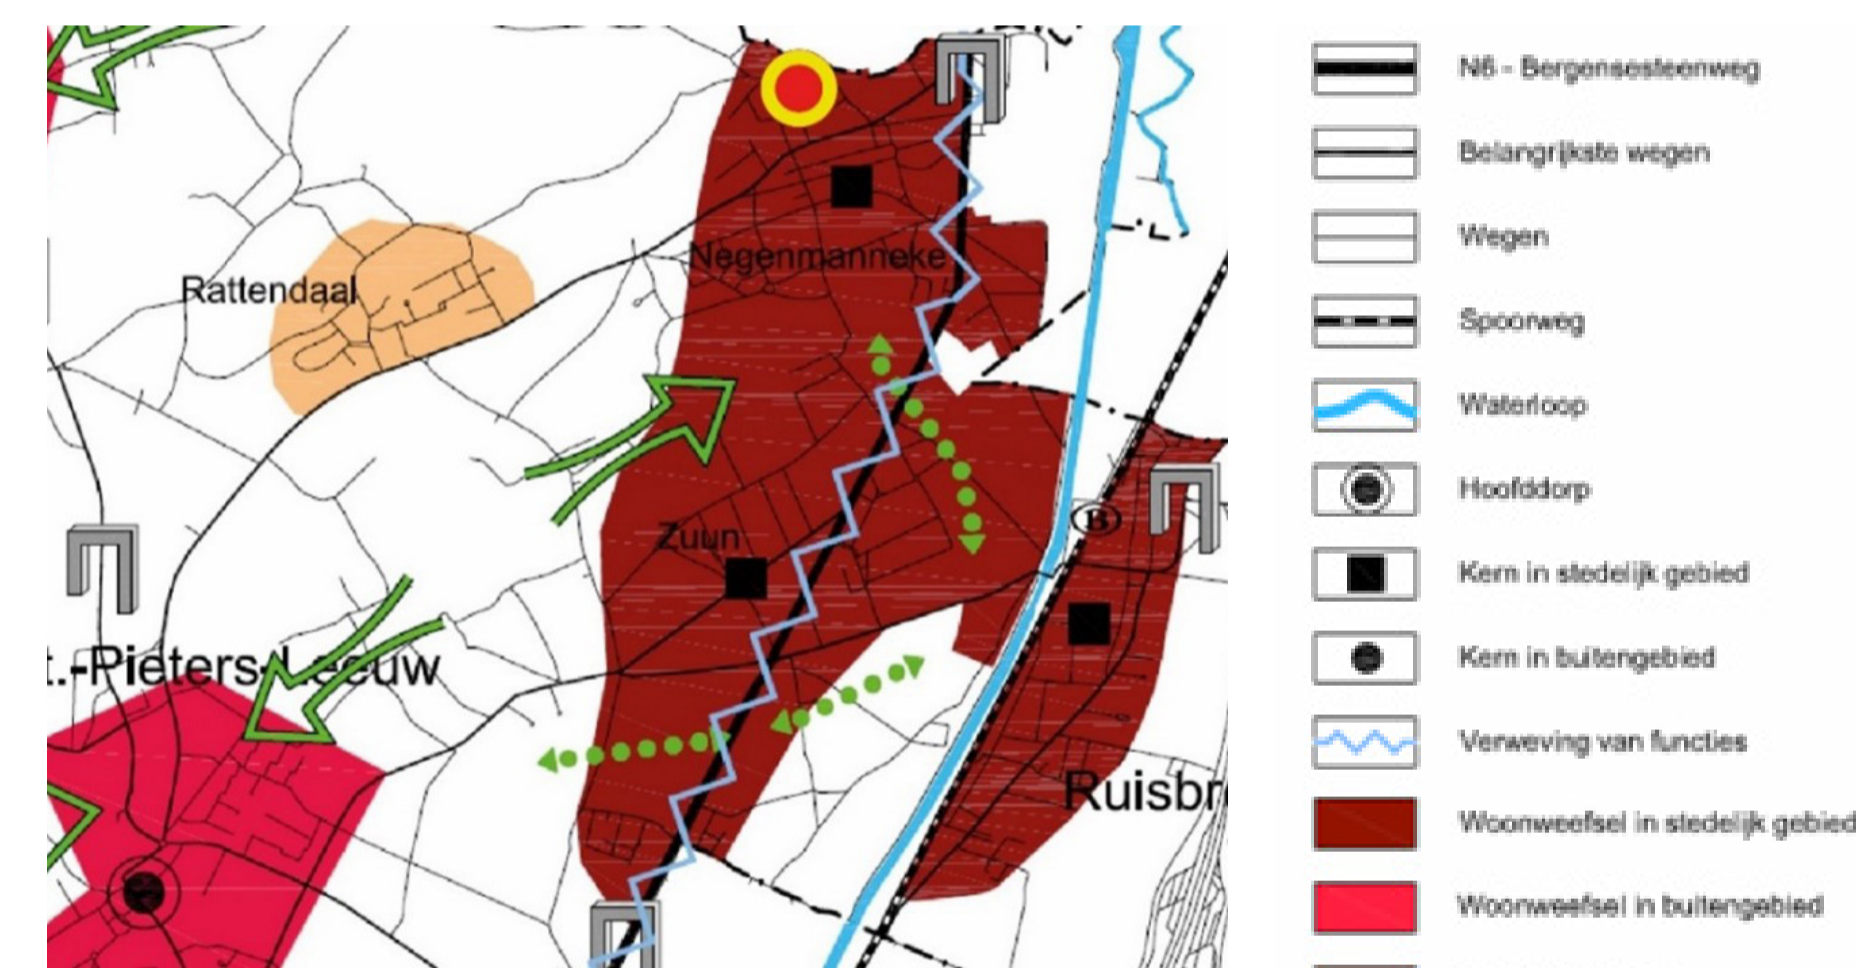 Negenmanneke
Rattendaal
Zuun
B
t.-Pieters-Leeuw
Ruisbr
N6 - Bergensesteenweg
Belangrijkste wegen
Wegen
Spoorweg
Waterloop
Hoofddorp
Kern in stedelijk gebied
Kern in buitengebied
Verweving van functies
Woonweefsel in stedelijk gebied
Woonweefsel in buitengebied